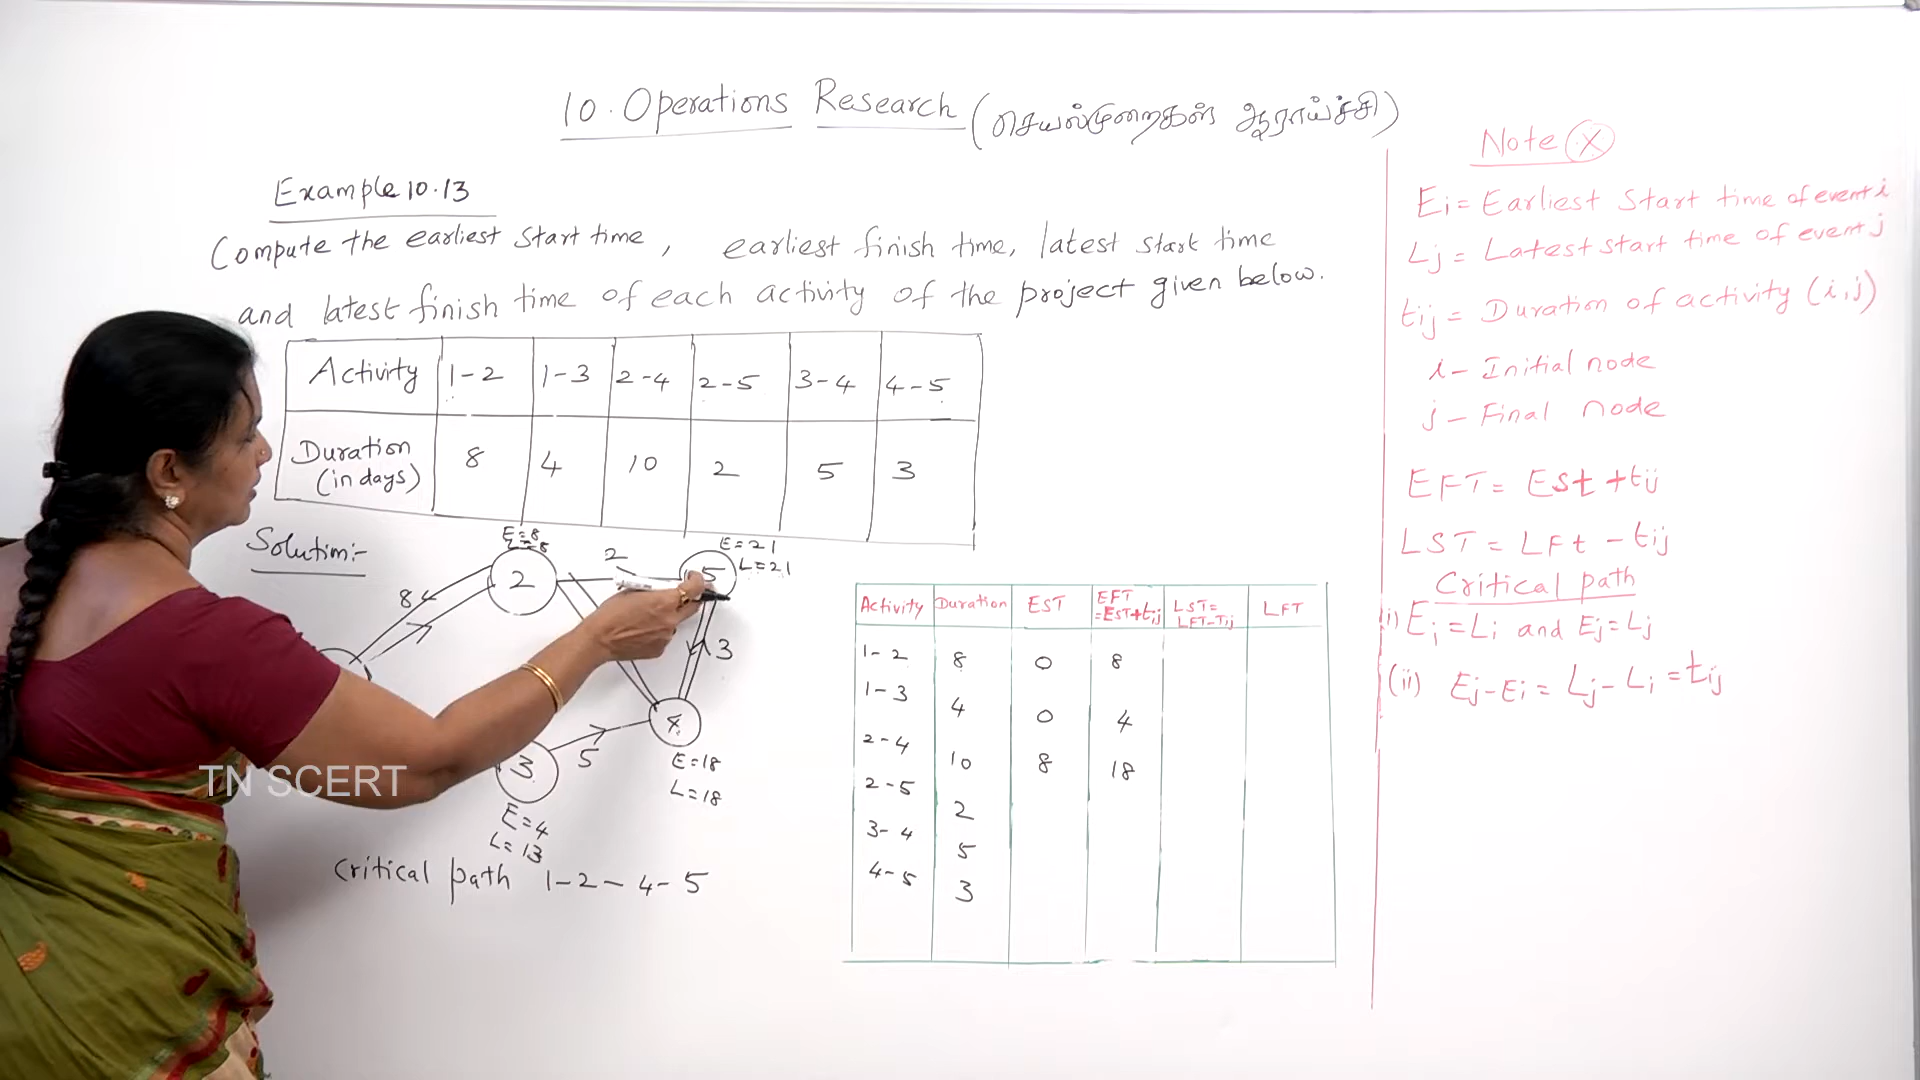 10. Operations Research (செயல்முறைகள் ஆராய்ச்சி)
Example 10.13
Compute the earliest start time, earliest finish time, latest start time
and latest finish time of each activity of the project given below.
Activity 1-2 1-3 2-4 2-5 3-4 4-5
Duration (in days) 8 4 10 2 5 3
Solution:-
E=8
L=8
2
8
2
E=21
L=21
5
3
4
E=18
L=18
5
3
E=4
L=13
Critical path 1-2-4-5
Activity Duration EST EFT =EST+tij LST= LFT-Tij LFT
1-2 8 0 8
1-3 4 0 4
2-4 10 8 18
2-5 2
3-4 5
4-5 3
Note (X)
Ei= Earliest Start time of event i
Lj = Latest start time of event j
tij = Duration of activity (i,j)
i - Initial node
j - Final node
EFT = Est + tij
LST = LFt - tij
Critical path
i) Ei = Li and Ej = Lj
(ii) Ej-Ei = Lj-Li = tij
TN SCERT